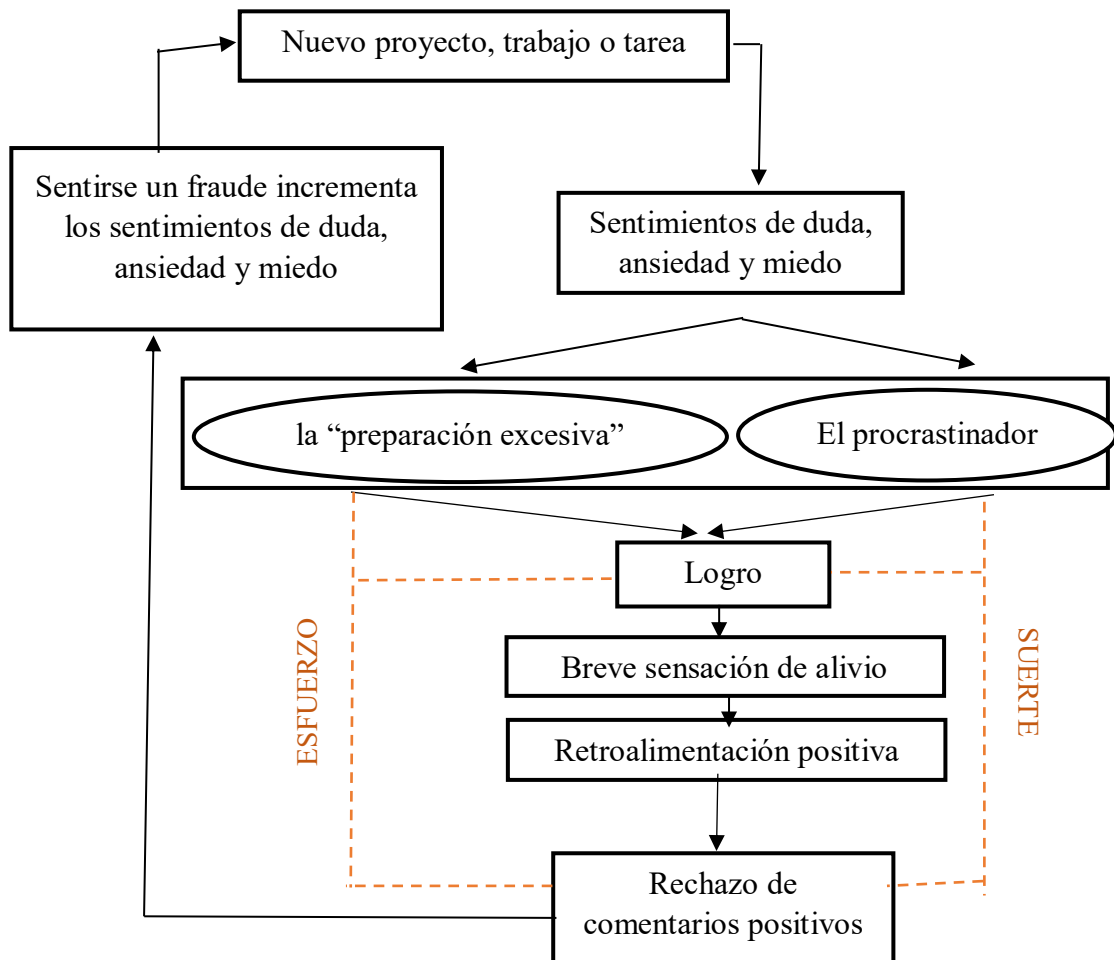 Nuevo proyecto, trabajo o tarea
Sentirse un fraude incrementa
los sentimientos de duda,
ansiedad y miedo
Sentimientos de duda,
ansiedad y miedo
la “preparación excesiva”
El procrastinador
Logro
ESFUERZO
SUERTE
Breve sensación de alivio
Retroalimentación positiva
Rechazo de
comentarios positivos